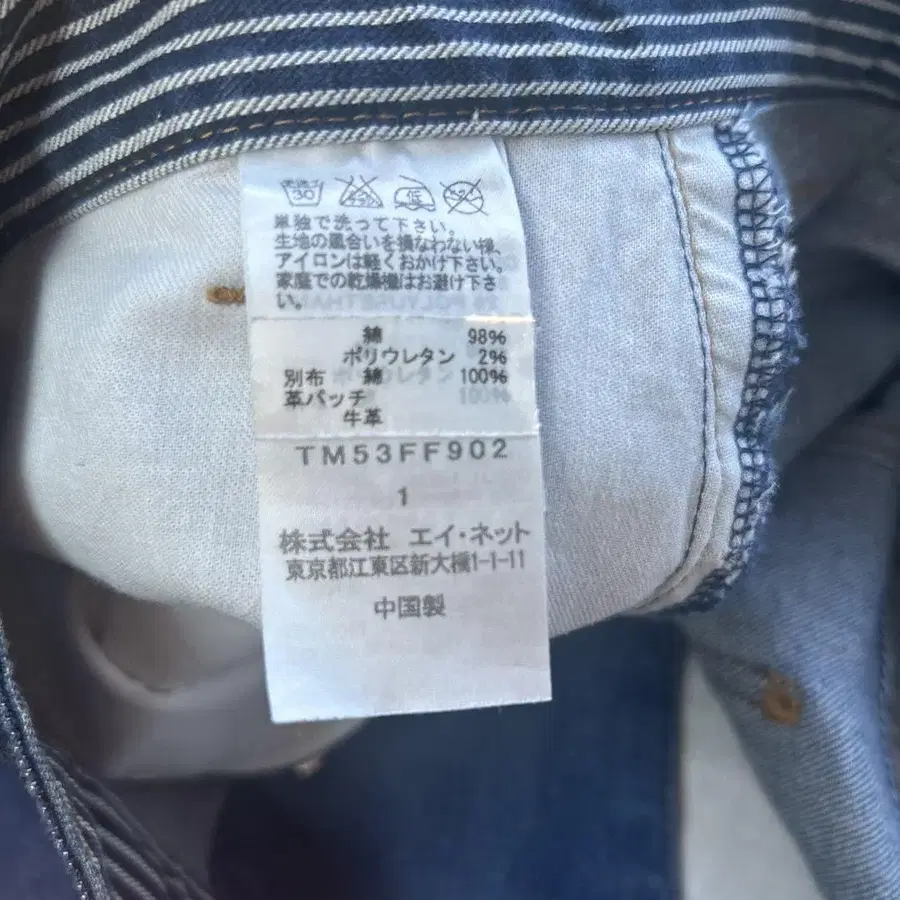 30
低
単独で洗って下さい。
生地の風合いを損なわない様、
アイロンは軽くおかけ下さい。
家庭での乾燥機はお避け下さ
い。
綿 98%
ポリウレタン 2%
別布 綿 100%
革パッチ
牛革
TM53FF902
1
株式会社 エイ・ネット
東京都江東区新大橋1-1-11
中国製